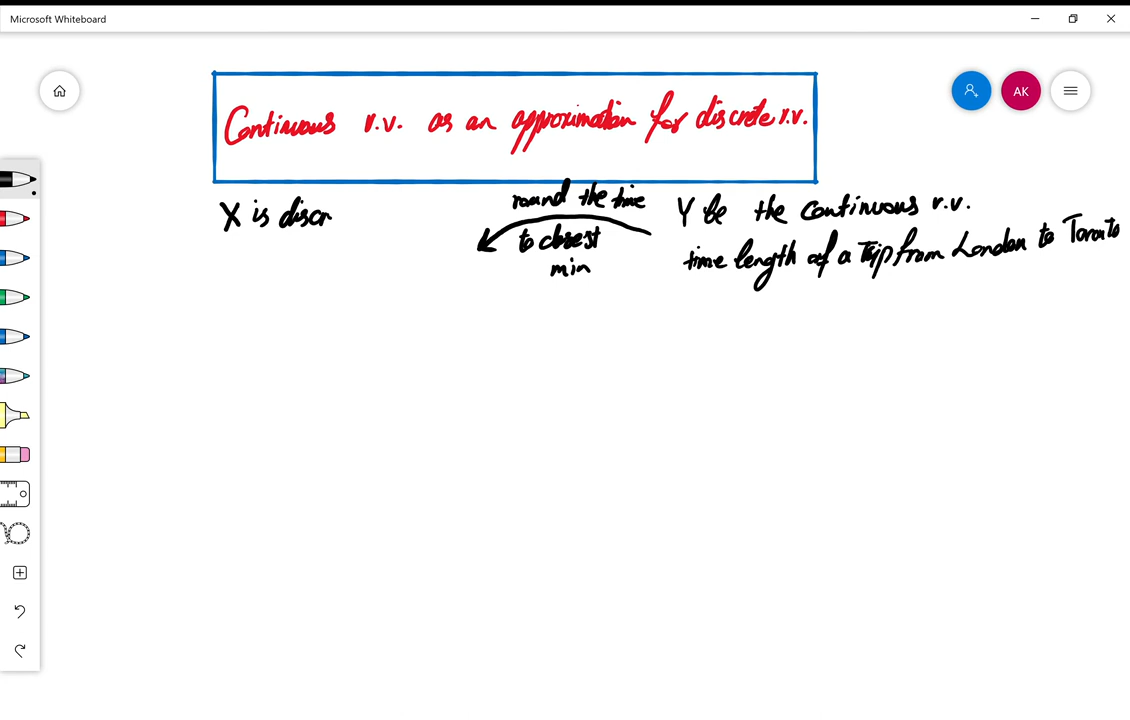 Microsoft Whiteboard
AK
Continuous r.v. as an approximation for discrete r.v.
X is discr
round the time
to closest
min
Y be the continuous r.v.
time length of a Trip from London to Toronto